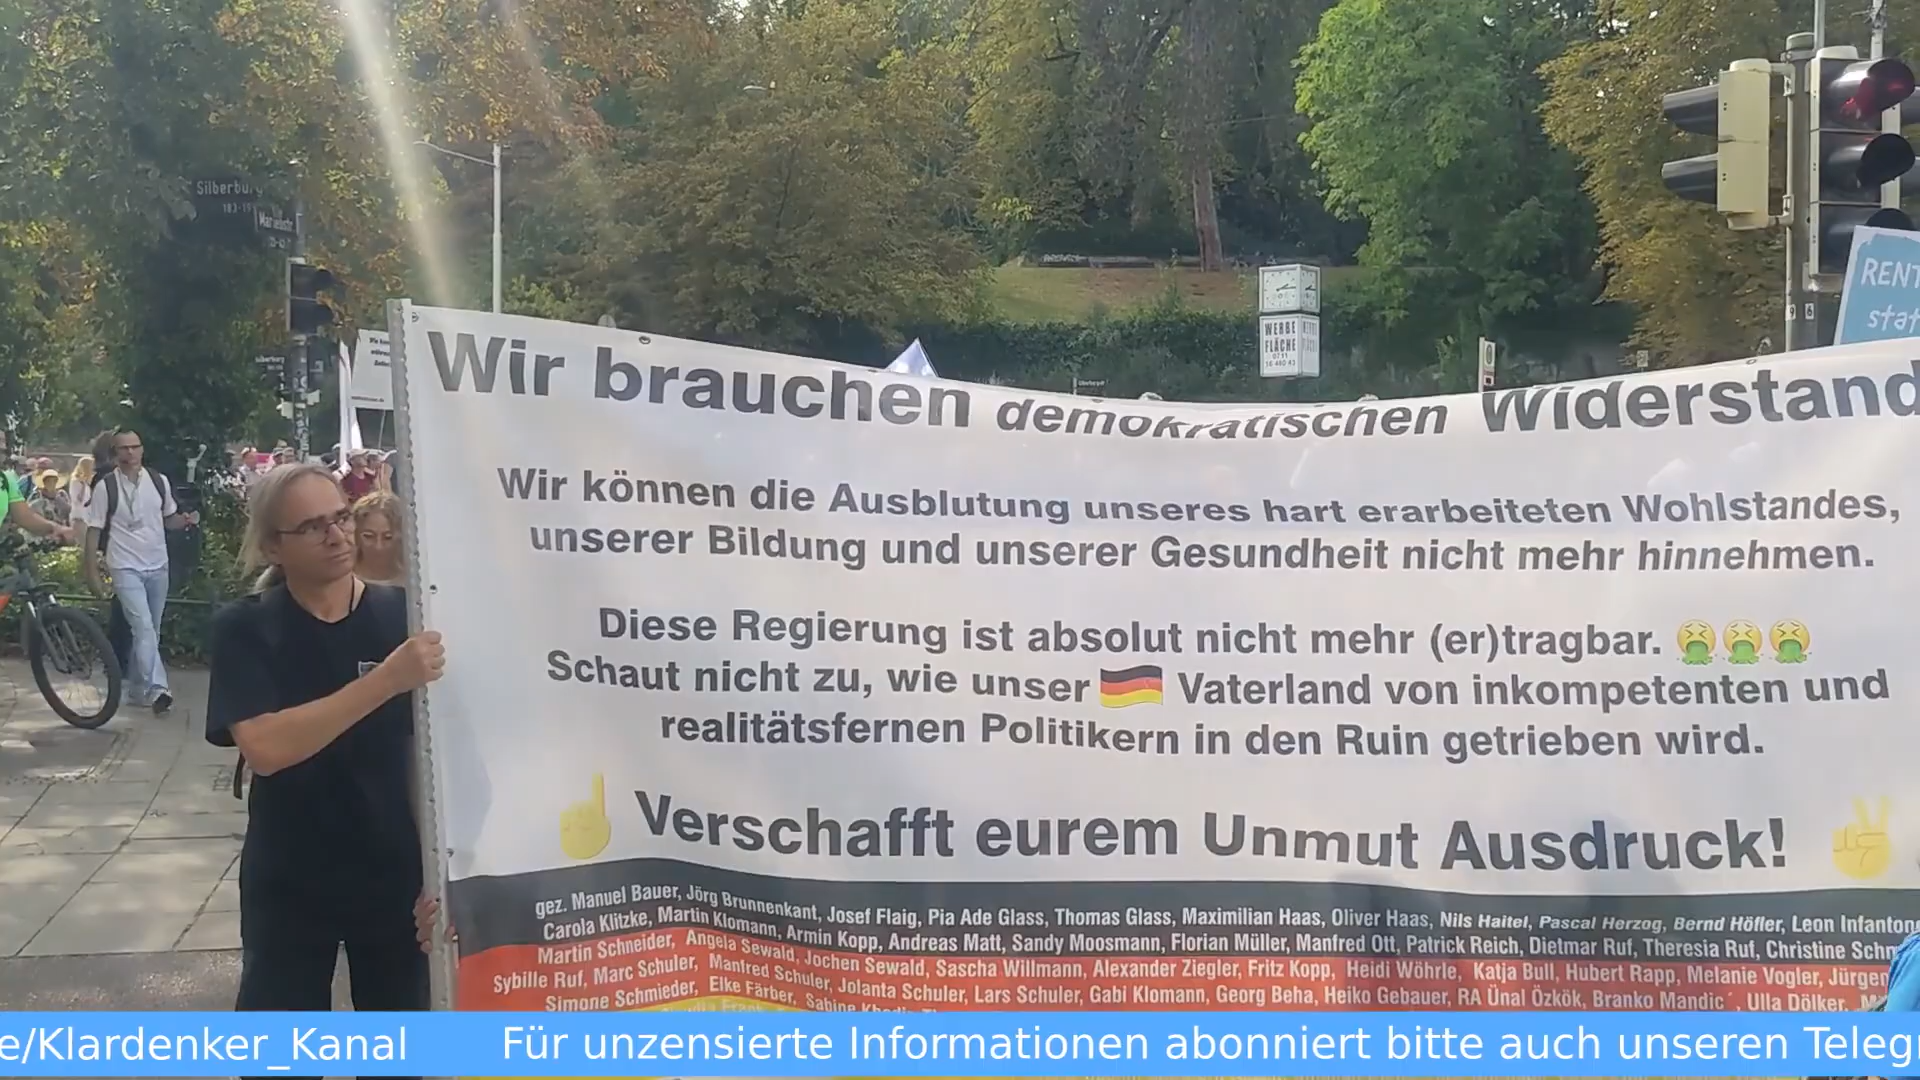 Silberburg
Marienstr.
WERBE
FLÄCHE
0711
RENT
stat
Wir brauchen demokratischen Widerstand
Wir können die Ausblutung unseres hart erarbeiteten Wohlstandes,
unserer Bildung und unserer Gesundheit nicht mehr hinnehmen.
Diese Regierung ist absolut nicht mehr (er)tragbar. 🤮🤮🤮
Schaut nicht zu, wie unser 🇩🇪 Vaterland von inkompetenten und
realitätsfernen Politikern in den Ruin getrieben wird.
☝ Verschafft eurem Unmut Ausdruck! ✌
gez. Manuel Bauer, Jörg Brunnenkant, Josef Flaig, Pia Ade Glass, Thomas Glass, Maximilian Haas, Oliver Haas, Nils Haitel, Pascal Herzog, Bernd Höfler, Leon Infantono
Carola Klitzke, Martin Klomann, Armin Kopp, Andreas Matt, Sandy Moosmann, Florian Müller, Manfred Ott, Patrick Reich, Dietmar Ruf, Theresia Ruf, Christine Schm
Martin Schneider, Angela Sewald, Jochen Sewald, Sascha Willmann, Alexander Ziegler, Fritz Kopp, Heidi Wöhrle, Katja Bull, Hubert Rapp, Melanie Vogler, Jürgen
Sybille Ruf, Marc Schuler, Manfred Schuler, Jolanta Schuler, Lars Schuler, Gabi Klomann, Georg Beha, Heiko Gebauer, RA Ünal Özkök, Branko Mandic´, Ulla Dölker,
Simone Schmieder, Elke Färber, Sabine
e/Klardenker_Kanal Für unzensierte Informationen abonniert bitte auch unseren Telegr